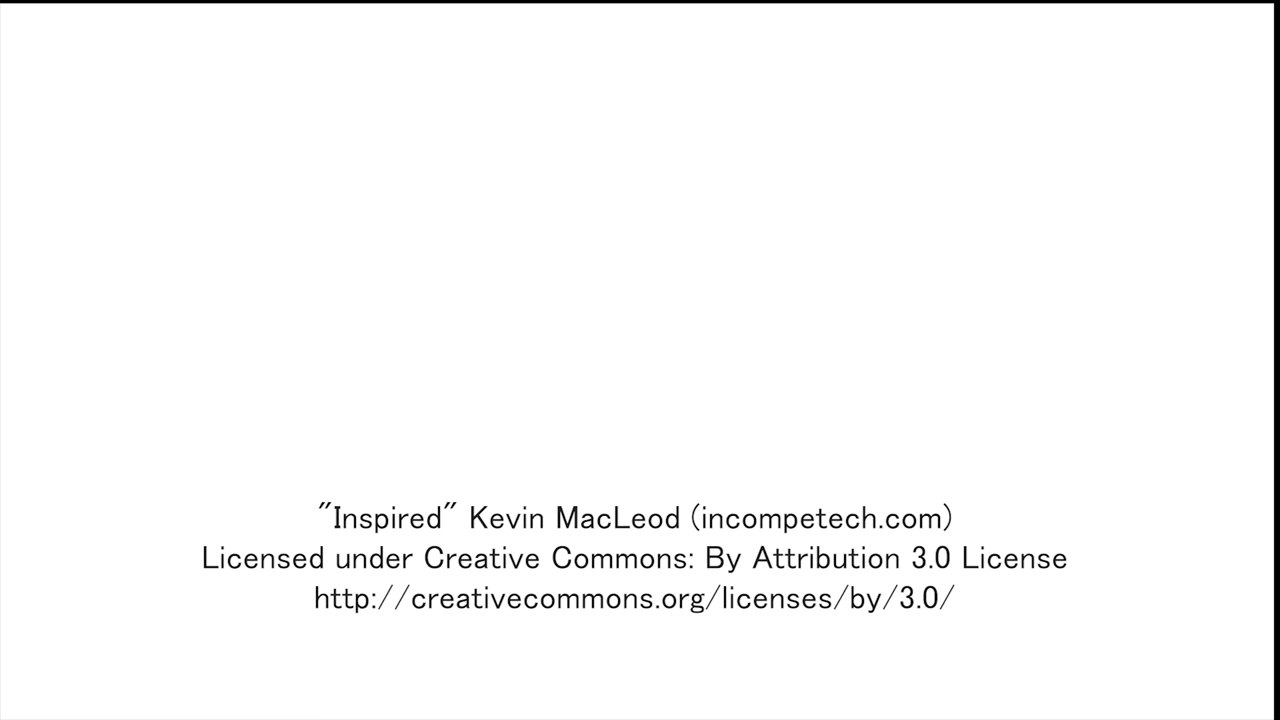 "Inspired" Kevin MacLeod (incompetech.com)
Licensed under Creative Commons: By Attribution 3.0 License
http://creativecommons.org/licenses/by/3.0/